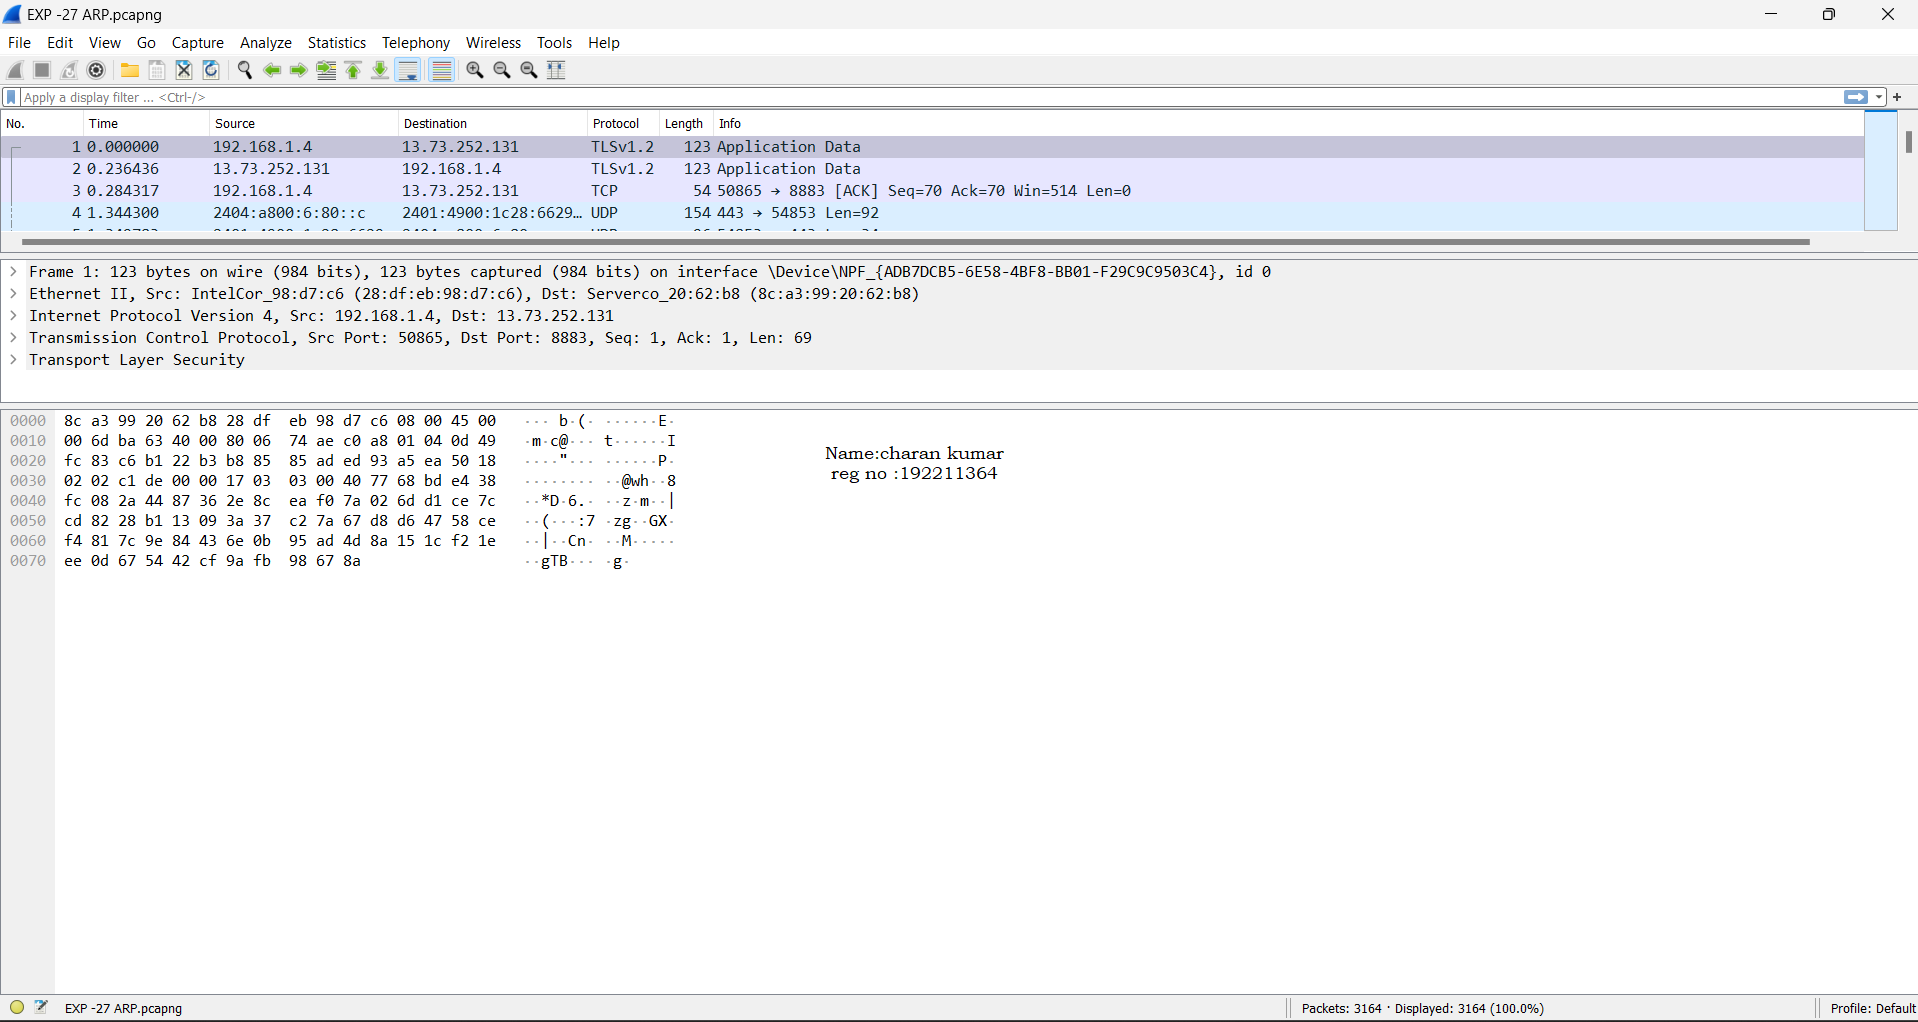 EXP -27 ARP.pcapng
File Edit View Go Capture Analyze Statistics Telephony Wireless Tools Help
Apply a display filter ... <Ctrl-/>
No. Time Source Destination Protocol Length Info
1 0.000000 192.168.1.4 13.73.252.131 TLSv1.2 123 Application Data
2 0.236436 13.73.252.131 192.168.1.4 TLSv1.2 123 Application Data
3 0.284317 192.168.1.4 13.73.252.131 TCP 54 50865 → 8883 [ACK] Seq=70 Ack=70 Win=514 Len=0
4 1.344300 2404:a800:6:80::c 2401:4900:1c28:6629… UDP 154 443 → 54853 Len=92
Frame 1: 123 bytes on wire (984 bits), 123 bytes captured (984 bits) on interface \Device\NPF_{ADB7DCB5-6E58-4BF8-BB01-F29C9C9503C4}, id 0
Ethernet II, Src: IntelCor_98:d7:c6 (28:df:eb:98:d7:c6), Dst: Serverco_20:62:b8 (8c:a3:99:20:62:b8)
Internet Protocol Version 4, Src: 192.168.1.4, Dst: 13.73.252.131
Transmission Control Protocol, Src Port: 50865, Dst Port: 8883, Seq: 1, Ack: 1, Len: 69
Transport Layer Security
0000 8c a3 99 20 62 b8 28 df eb 98 d7 c6 08 00 45 00 ··· b·(· ······E·
0010 00 6d ba 63 40 00 80 06 74 ae c0 a8 01 04 0d 49 ·m·c@··· t······I
0020 fc 83 c6 b1 22 b3 b8 85 85 ad ed 93 a5 ea 50 18 ····"··· ······P·
0030 02 02 c1 de 00 00 17 03 03 00 40 77 68 bd e4 38 ········ ··@wh··8
0040 fc 08 2a 44 87 36 2e 8c ea f0 7a 02 6d d1 ce 7c ··*D·6.· ··z·m··|
0050 cd 82 28 b1 13 09 3a 37 c2 7a 67 d8 d6 47 58 ce ··(···:7 ·zg··GX·
0060 f4 81 7c 9e 84 43 6e 0b 95 ad 4d 8a 15 1c f2 1e ··|··Cn· ··M·····
0070 ee 0d 67 54 42 cf 9a fb 98 67 8a ··gTB··· ·g·
Name:charan kumar
reg no :192211364
EXP -27 ARP.pcapng
Packets: 3164 · Displayed: 3164 (100.0%)
Profile: Default